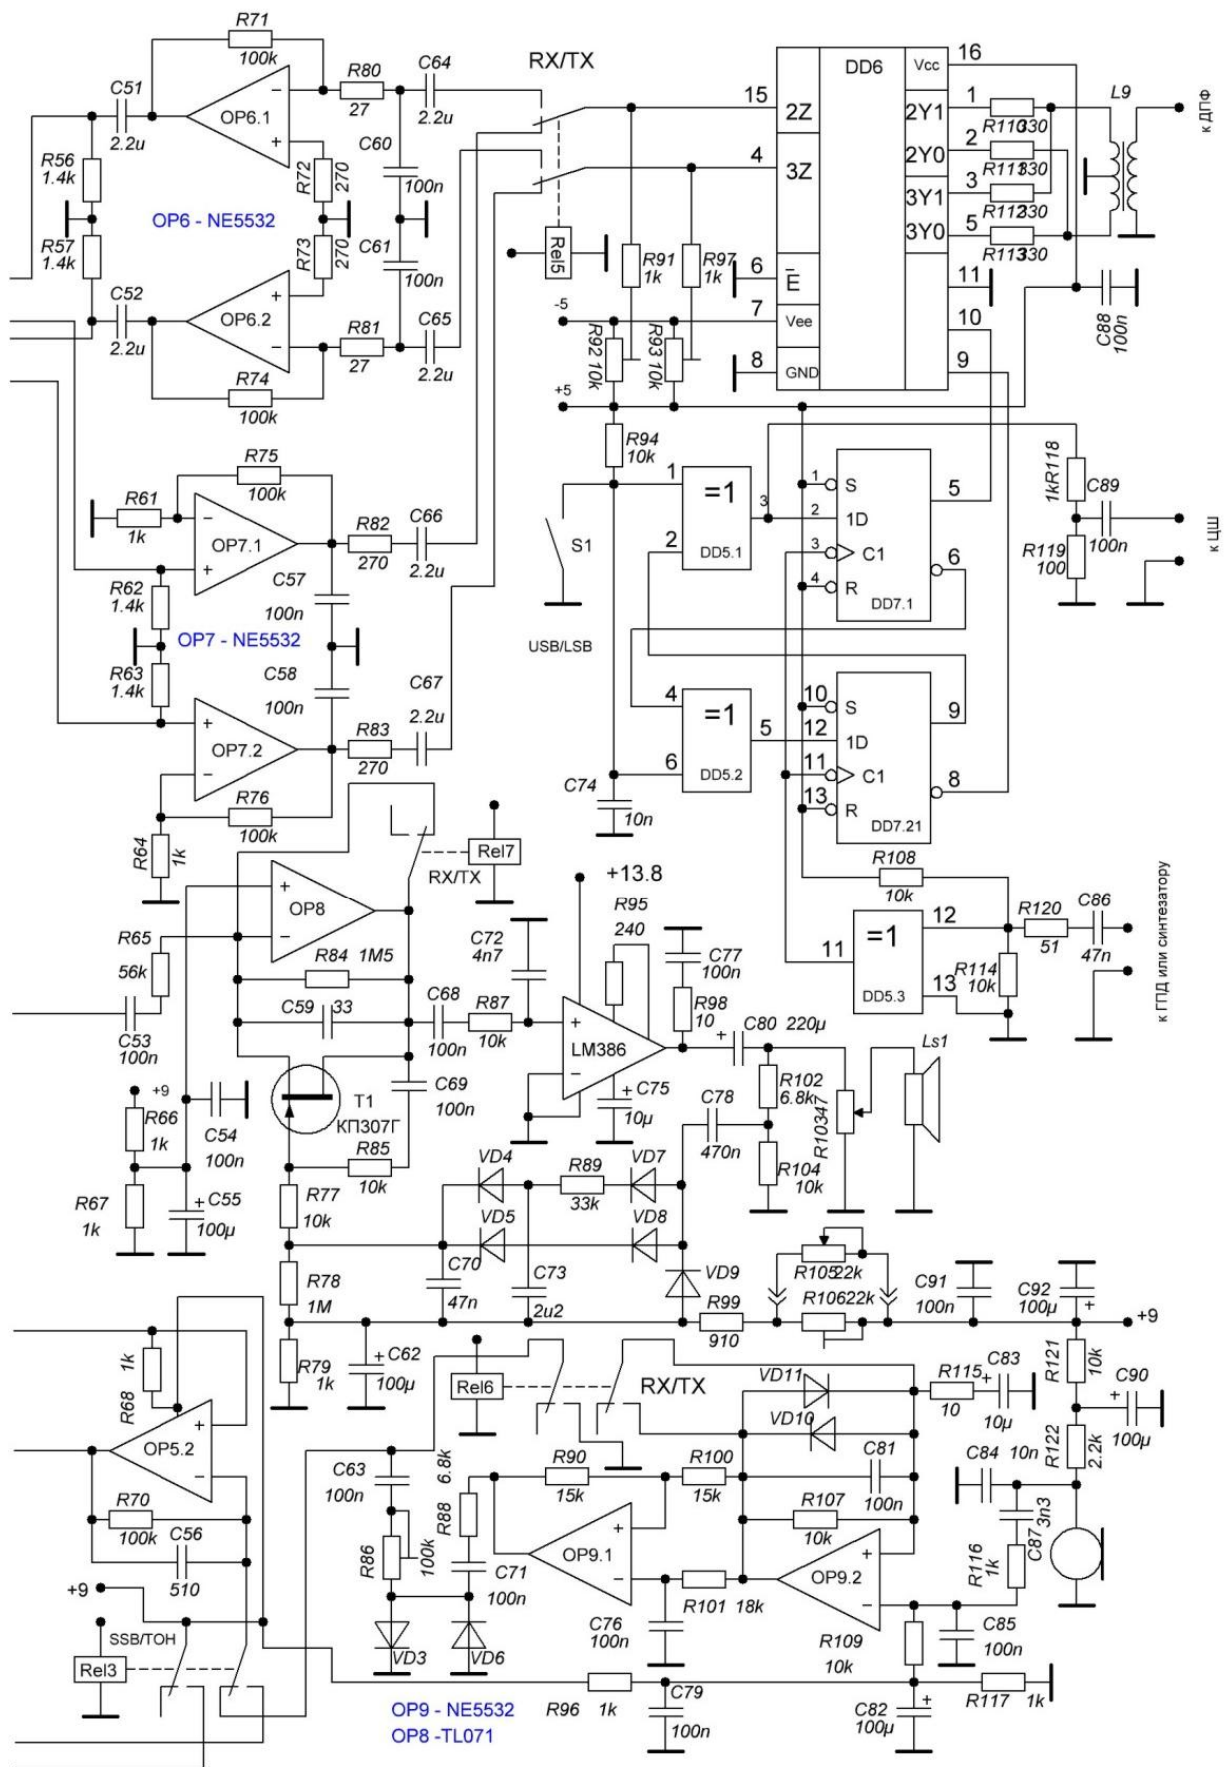 R71
100k
C51
2.2u
OP6.1
−
+
R80
27
C64
2.2u
RX/TX
C60
100n
R56
1.4k
R72
270
OP6 - NE5532
R57
1.4k
R73
270
C61
100n
Rel5
C52
2.2u
OP6.2
+
−
R81
27
C65
2.2u
R74
100k
DD6
15
2Z
4
3Z
6
E
7
Vee
8
GND
Vcc
16
2Y1
1
2Y0
2
3Y1
3
3Y0
5
11
10
9
R110
330
R111
330
R112
330
R113
330
L9
к ДПФ
C88
100n
R91
1k
R97
1k
-5
R92
10k
R93
10k
+5
R94
10k
R75
100k
R61
1k
−
+
OP7.1
R82
270
C66
2.2u
R62
1.4k
C57
100n
OP7 - NE5532
R63
1.4k
C58
100n
C67
2.2u
+
−
OP7.2
R83
270
R76
100k
R64
1k
S1
USB/LSB
1
2
=1
DD5.1
3
1
S
2
1D
3
C1
4
R
DD7.1
5
6
1kR118
C89
100n
R119
100
к ЦШ
4
6
=1
DD5.2
5
10
S
12
1D
11
C1
13
R
DD7.21
9
8
C74
10n
Rel7
RX/TX
+
−
OP8
R65
56k
C53
100n
R84 1M5
C59 33
C68
100n
C72
4n7
R87
10k
+13.8
R95
240
+
−
LM386
C77
100n
R98
10
C75
+
10µ
C80 220µ
+
Ls1
R108
10k
11
=1
DD5.3
12
13
R120
51
C86
47n
R114
10k
к ГПД или синтезатору
+9
R66
1k
C54
100n
R67
1k
C55
+
100µ
T1
КП307Г
C69
100n
R85
10k
R77
10k
R78
1M
R79
1k
VD4
VD5
R89
33k
VD7
VD8
C78
470n
R102
6.8k
R104
10k
R10347
C70
47n
C73
2u2
VD9
R99
910
R105
22k
R106
22k
C91
100n
C92
100µ
+
+9
C62
+
100µ
1k
R68
OP5.2
+
−
R70
100k
C56
510
+9
SSB/TOH
Rel3
Rel6
RX/TX
C63
100n
R86
100k
6.8k
R88
C71
100n
VD3
VD6
R90
15k
R100
15k
OP9.1
+
−
VD11
VD10
C81
100n
R107
10k
OP9.2
+
−
R101 18k
C76
100n
R115
10
C83
+
10µ
R121
10k
C90
+
100µ
R122
2.2k
C84
10n
C87
3n3
R116
1k
C85
100n
R109
10k
R96
1k
C79
100n
C82
+
100µ
R117
1k
OP9 - NE5532
OP8 -TL071